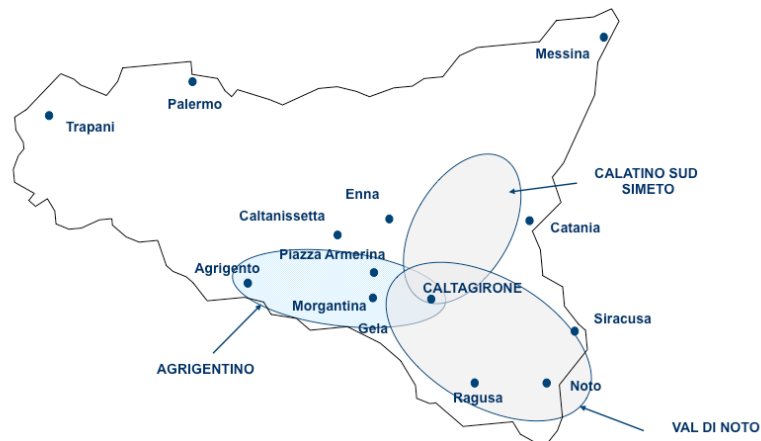 Messina
Palermo
Trapani
CALATINO SUD
SIMETO
Enna
Caltanissetta
Catania
Piazza Armerina
Agrigento
CALTAGIRONE
Morgantina
Siracusa
Gela
AGRIGENTINO
Ragusa
Noto
VAL DI NOTO